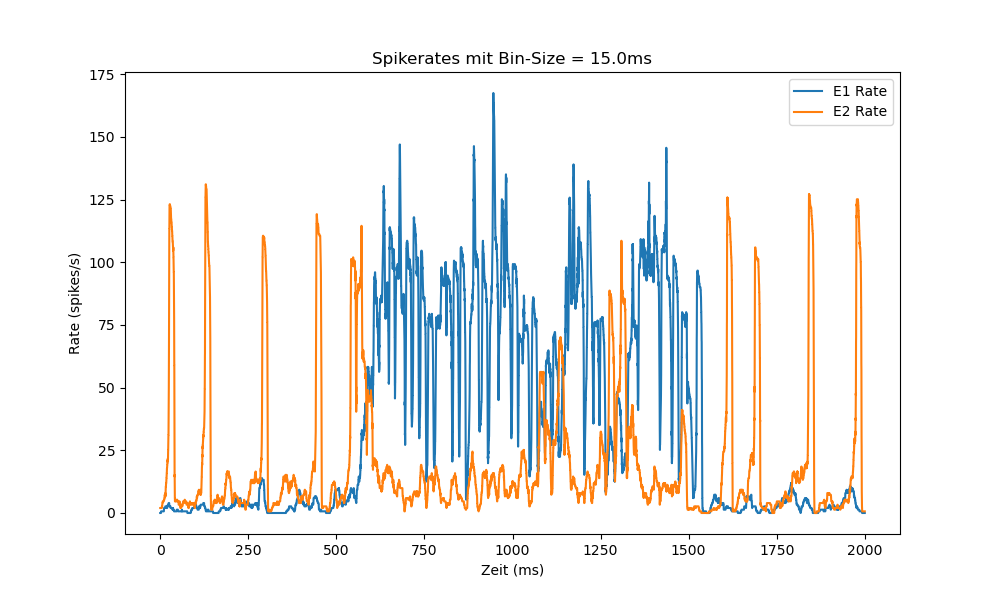 Spikerates mit Bin-Size = 15.0ms
E1 Rate
E2 Rate
Rate (spikes/s)
175
150
125
100
75
50
25
0
0 250 500 750 1000 1250 1500 1750 2000
Zeit (ms)